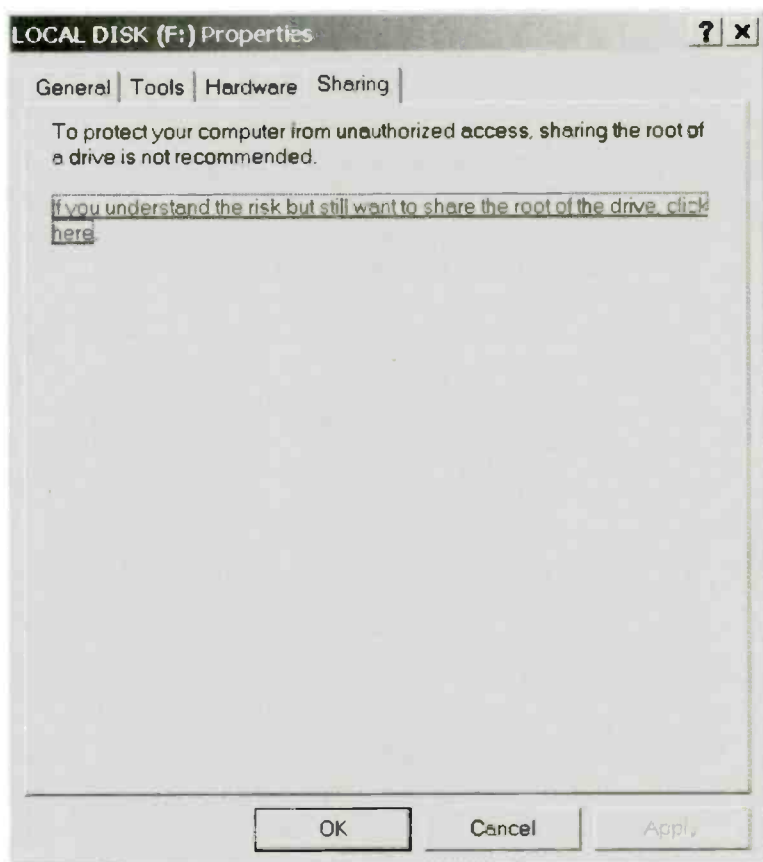 LOCAL DISK (F:) Properties
? x
General Tools Hardware Sharing
To protect your computer from unauthorized access, sharing the root of
a drive is not recommended.
If you understand the risk but still want to share the root of the drive, click
here.
OK Cancel Apply